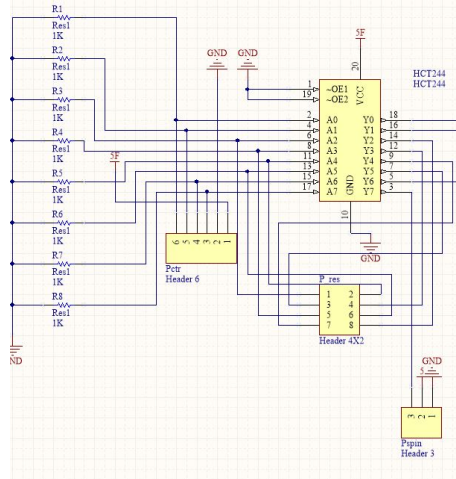 R1
Res1
1K
R2
Res1
1K
R3
Res1
1K
R4
Res1
1K
5F
R5
Res1
1K
R6
Res1
1K
R7
Res1
1K
R8
Res1
1K
ND
GND
GND
5F
20
HCT244
HCT244
1
19
~OE1
~OE2
VCC
2 A0 Y0 18
4 A1 Y1 16
6 A2 Y2 14
8 A3 Y3 12
11 A4 Y4 9
13 A5 Y5 7
15 A6 Y6 5
17 A7 Y7 3
GND
10
GND
6 5 4 3 2 1
Pctr
Header 6
P_res
1 2
3 4
5 6
7 8
Header 4X2
GND
5
3 2 1
Pspin
Header 3